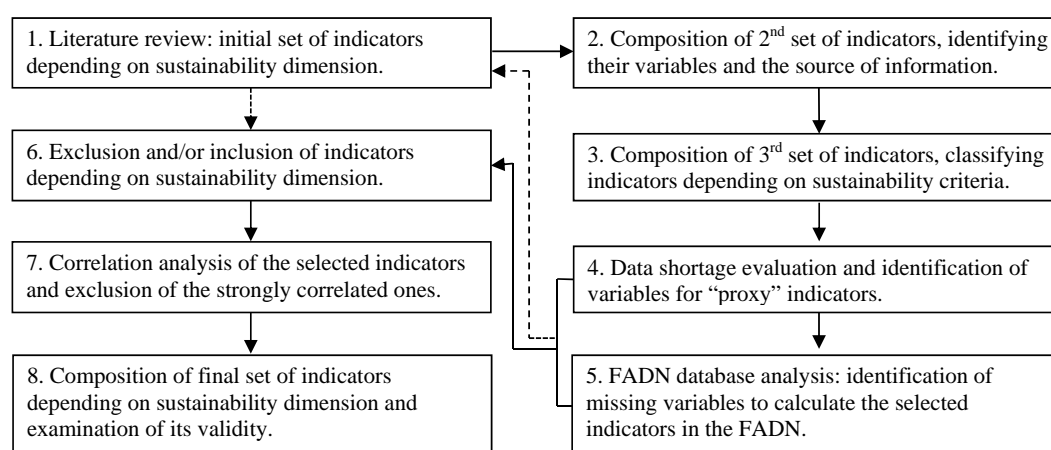 1. Literature review: initial set of indicators
depending on sustainability dimension.
2. Composition of 2nd set of indicators, identifying
their variables and the source of information.
3. Composition of 3rd set of indicators, classifying
indicators depending on sustainability criteria.
4. Data shortage evaluation and identification of
variables for “proxy” indicators.
5. FADN database analysis: identification of
missing variables to calculate the selected
indicators in the FADN.
6. Exclusion and/or inclusion of indicators
depending on sustainability dimension.
7. Correlation analysis of the selected indicators
and exclusion of the strongly correlated ones.
8. Composition of final set of indicators
depending on sustainability dimension and
examination of its validity.